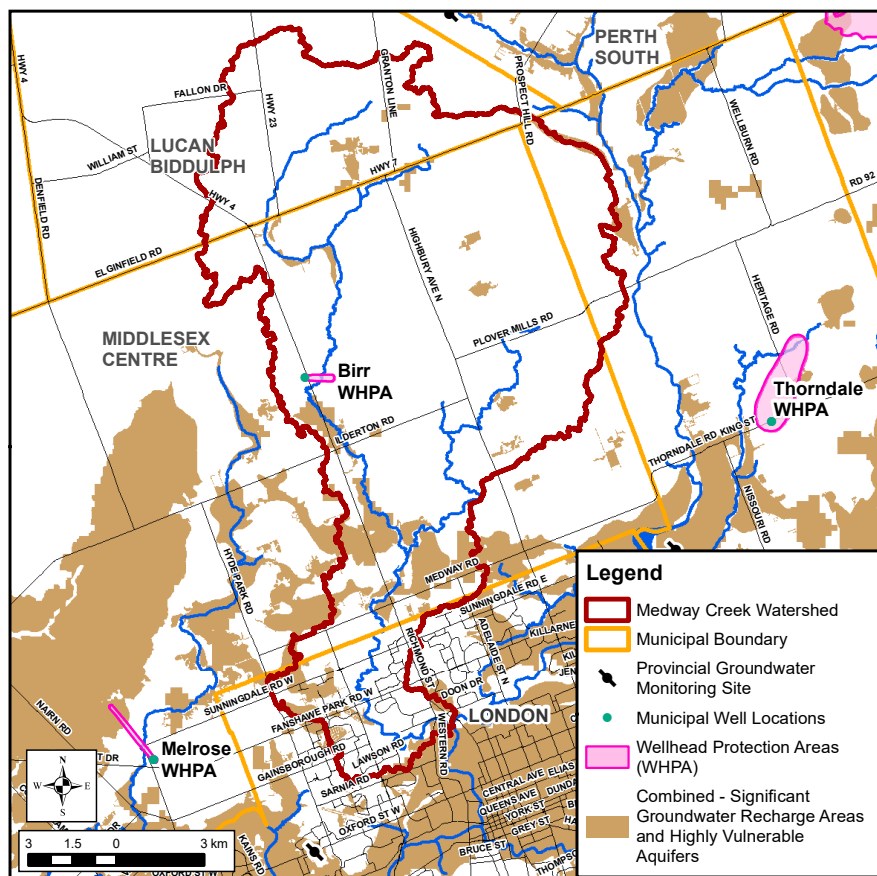 PERTH
SOUTH
HWY 4
FALLON DR
HWY 23
GRANTON LINE
PROSPECT HILL RD
WELLBURN RD
WILLIAM ST
LUCAN
BIDDULPH
HWY 7
RD 92
DENFIELD RD
HWY 4
ELGINFIELD RD
HIGHBURY AVE N
HERITAGE RD
PLOVER MILLS RD
MIDDLESEX
CENTRE
Birr
WHPA
Thorndale
WHPA
ILDERTON RD
THORNDALE RD
KING ST
NISSOURI RD
HYDE PARK RD
MEDWAY RD
SUNNINGDALE RD E
RICHMOND ST
ADELAIDE ST N
KILLARNE
SUNNINGDALE RD W
FANSHAWE PARK RD W
DOON DR
LONDON
WESTERN RD
NAIRN RD
Melrose
WHPA
GAINSBOROUGH RD
LAWSON RD
SARNIA RD
OXFORD ST W
CENTRAL AVE
ELIAS
QUEENS AVE
DUNDA
YORK ST
GREY ST
BRUCE ST
THOMPS
KAINS RD
OXFORD ST W
N
W
E
S
3 1.5 0 3 km
Legend
Medway Creek Watershed
Municipal Boundary
Provincial Groundwater
Monitoring Site
Municipal Well Locations
Wellhead Protection Areas
(WHPA)
Combined - Significant
Groundwater Recharge Areas
and Highly Vulnerable
Aquifers